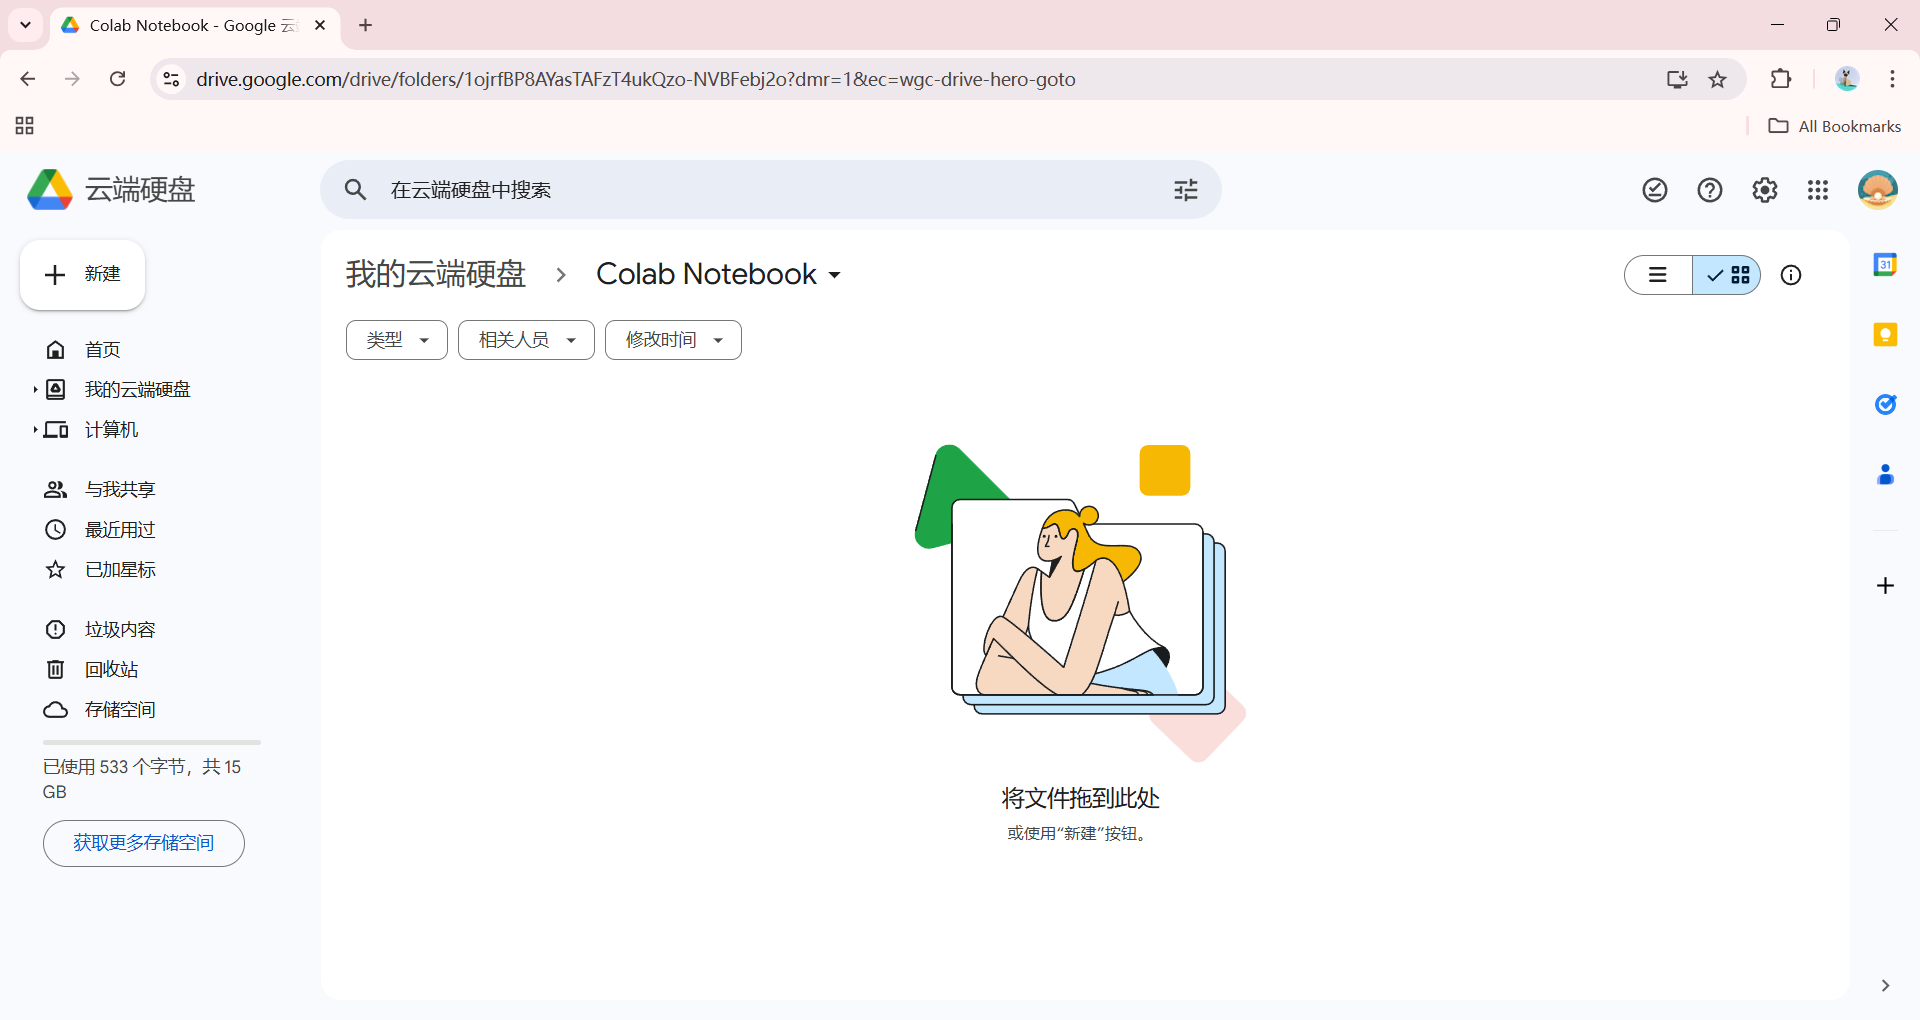 Colab Notebook - Google 云
drive.google.com/drive/folders/1ojrfBP8AYasTAFzT4ukQzo-NVBFebj2o?dmr=1&ec=wgc-drive-hero-goto
All Bookmarks
云端硬盘
在云端硬盘中搜索
新建
我的云端硬盘
Colab Notebook
类型
相关人员
修改时间
首页
我的云端硬盘
计算机
与我共享
最近用过
已加星标
垃圾内容
回收站
存储空间
已使用 533 个字节，共 15
GB
获取更多存储空间
将文件拖到此处
或使用“新建”按钮。
31